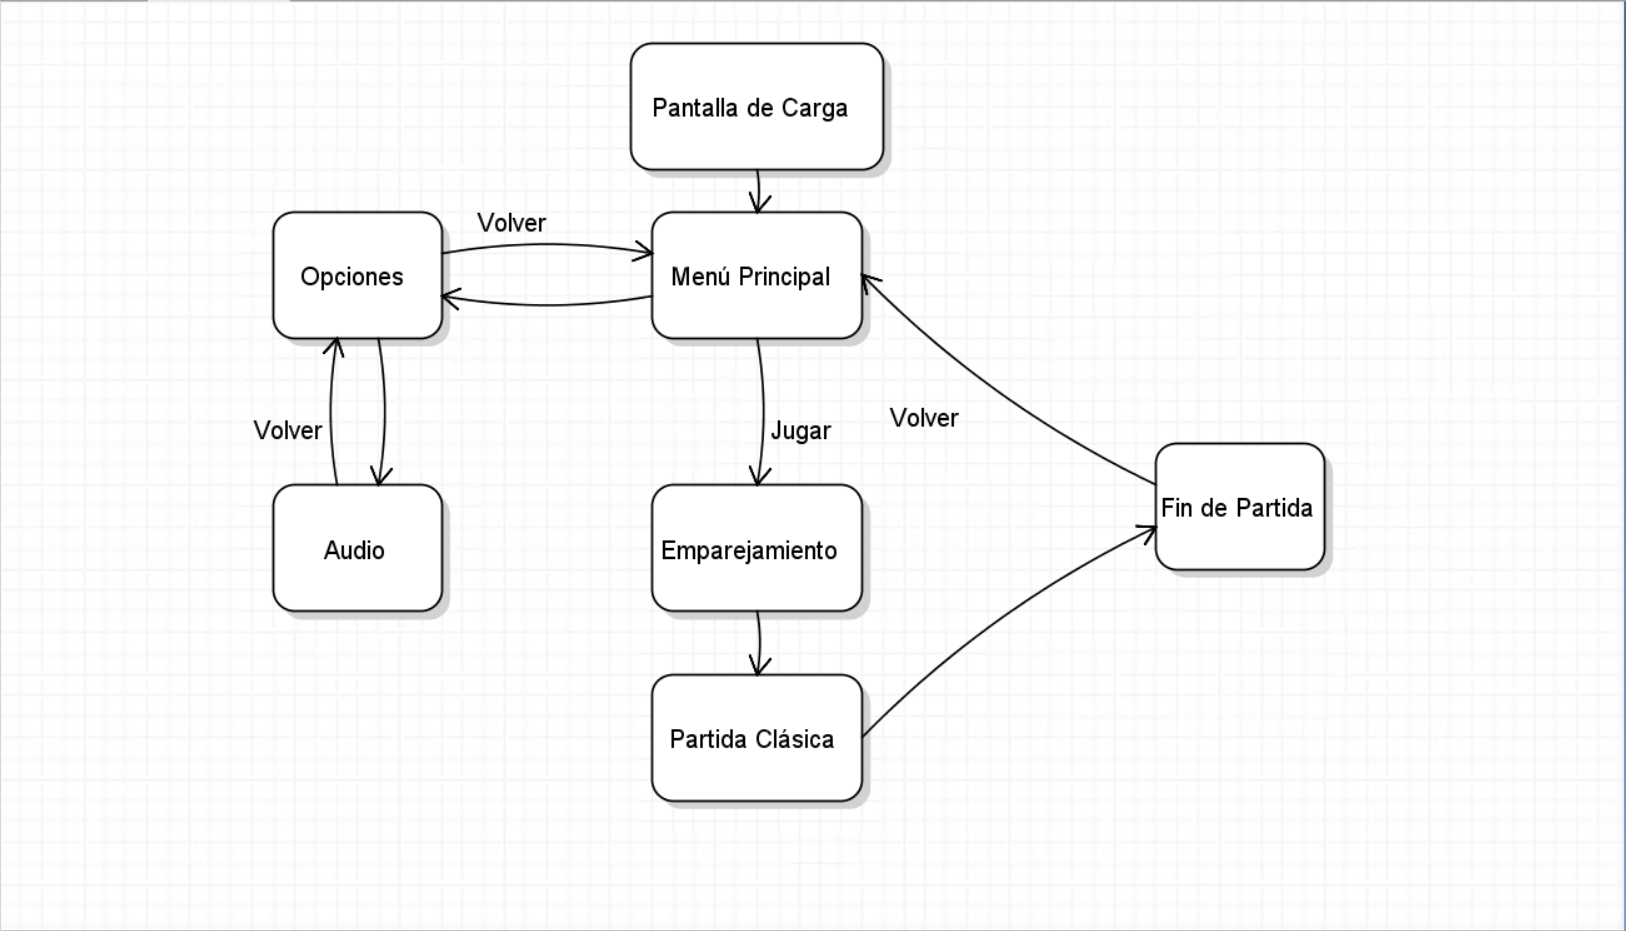 Pantalla de Carga
Volver
Opciones
Menú Principal
Volver
Jugar
Volver
Fin de Partida
Audio
Emparejamiento
Partida Clásica